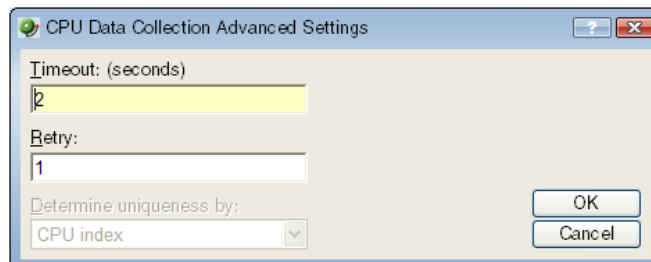 CPU Data Collection Advanced Settings
?
Timeout: (seconds)
2
Retry:
1
Determine uniqueness by:
CPU index
OK
Cancel